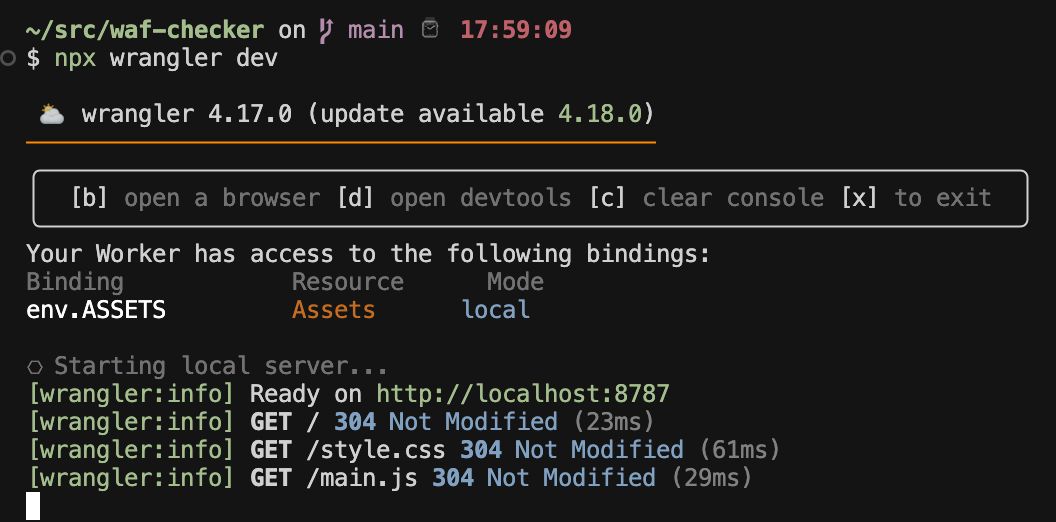 ~/src/waf-checker on main 17:59:09
$ npx wrangler dev
wrangler 4.17.0 (update available 4.18.0)
[b] open a browser [d] open devtools [c] clear console [x] to exit
Your Worker has access to the following bindings:
Binding Resource Mode
env.ASSETS Assets local
Starting local server...
[wrangler:info] Ready on http://localhost:8787
[wrangler:info] GET / 304 Not Modified (23ms)
[wrangler:info] GET /style.css 304 Not Modified (61ms)
[wrangler:info] GET /main.js 304 Not Modified (29ms)